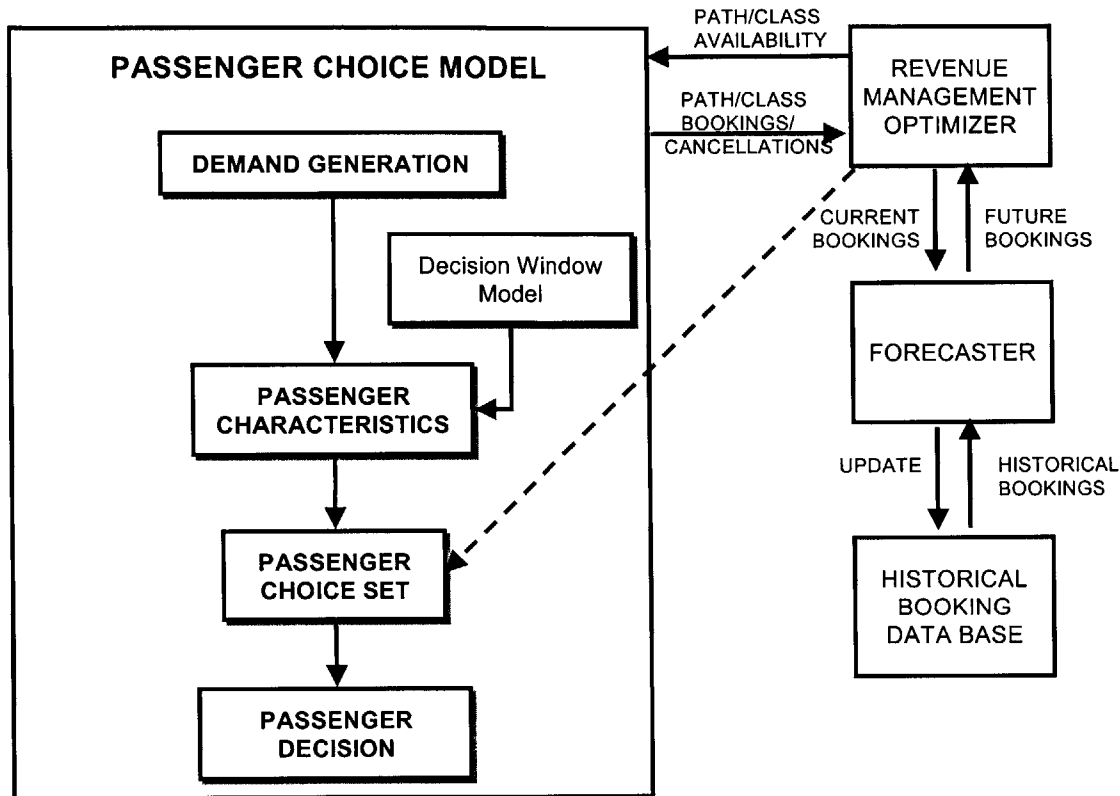 PASSENGER CHOICE MODEL
DEMAND GENERATION
Decision Window
Model
PASSENGER
CHARACTERISTICS
PASSENGER
CHOICE SET
PASSENGER
DECISION
PATH/CLASS
AVAILABILITY
PATH/CLASS
BOOKINGS/
CANCELLATIONS
REVENUE
MANAGEMENT
OPTIMIZER
CURRENT
BOOKINGS
FUTURE
BOOKINGS
FORECASTER
UPDATE
HISTORICAL
BOOKINGS
HISTORICAL
BOOKING
DATA BASE